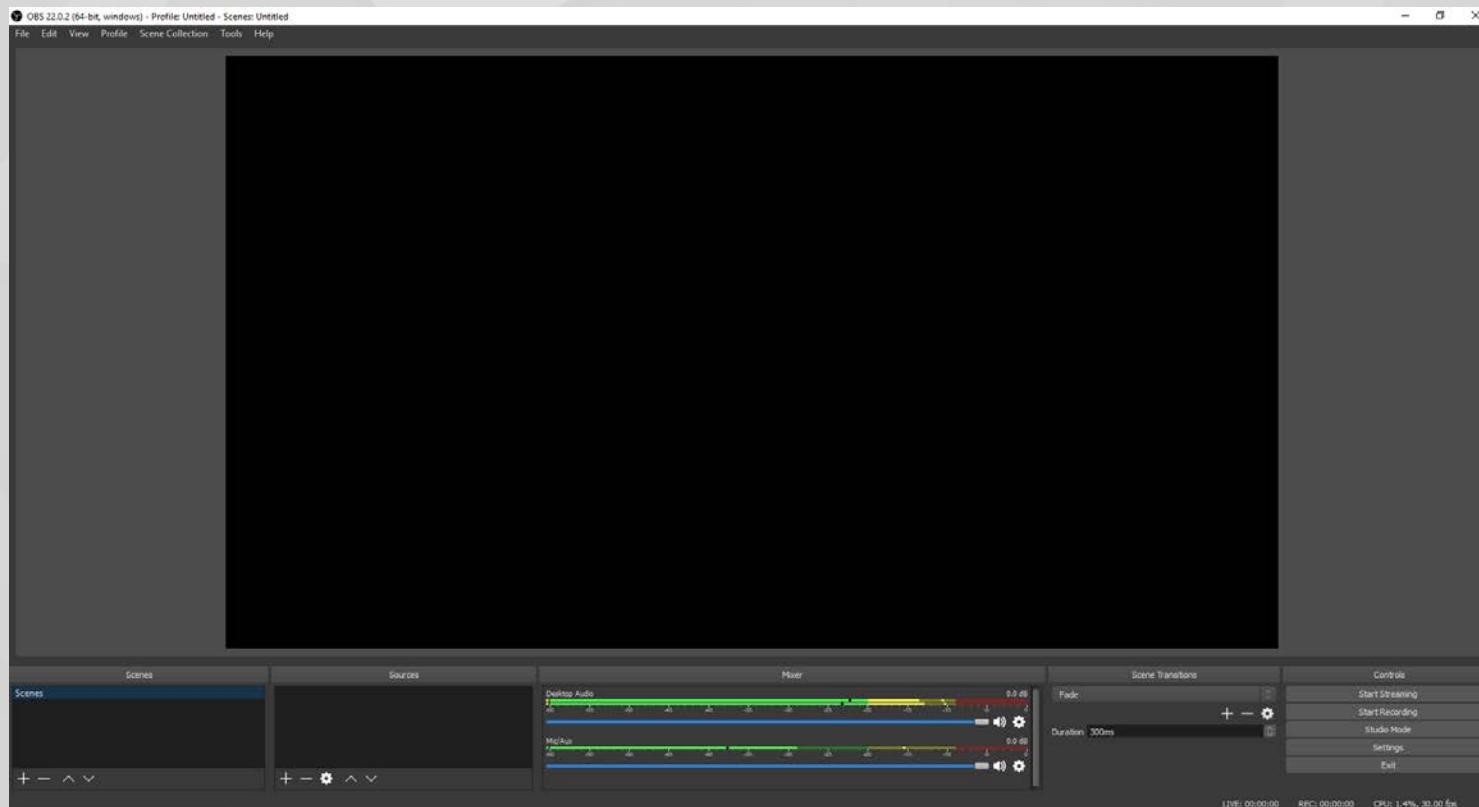 OBS 22.0.2 (64-bit, windows) - Profile: Untitled - Scenes: Untitled
File Edit View Profile Scene Collection Tools Help
Scenes Sources Mixer Scene Transitions Controls
Scenes
Desktop Audio 0.0 dB
Mic/Aux 0.0 dB
Fade
Duration 300ms
Start Streaming
Start Recording
Studio Mode
Settings
Exit
LIVE: 00:00:00 REC: 00:00:00 CPU: 1.4%, 30.00 fps